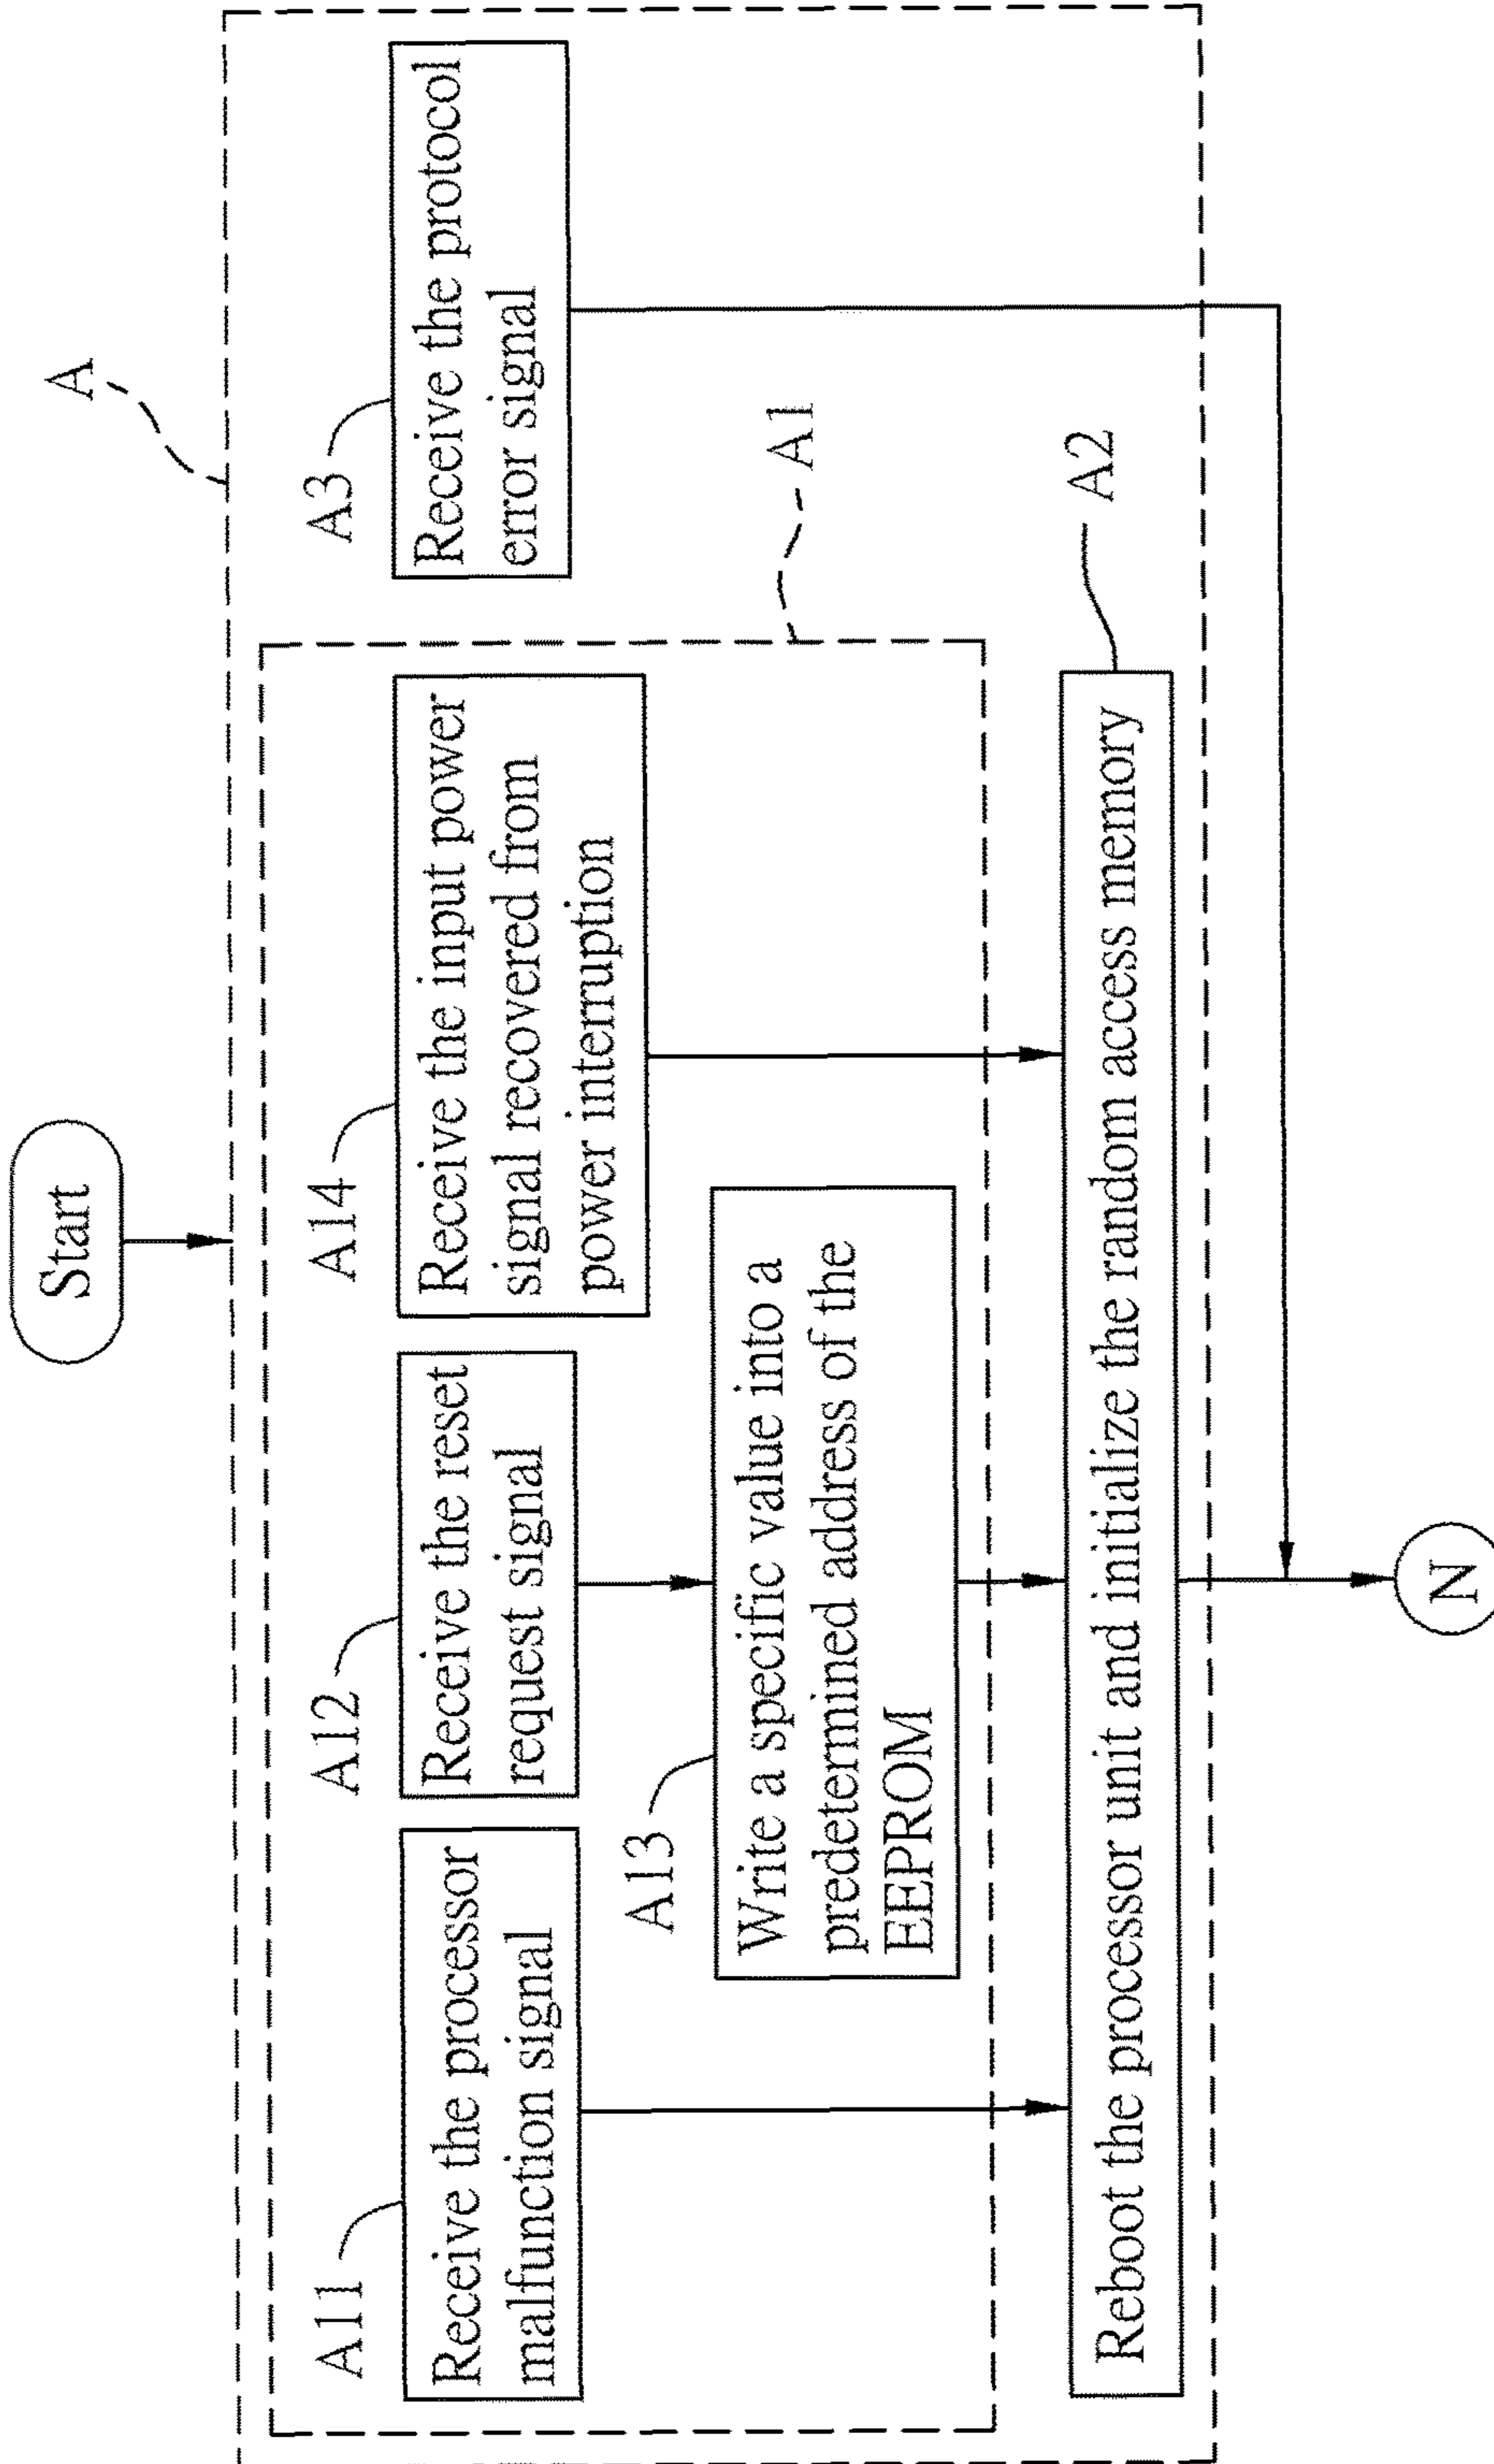 Start
A
A11
Receive the processor
malfunction signal
A12
Receive the reset
request signal
A14
Receive the input power
signal recovered from
power interruption
A3
Receive the protocol
error signal
A13
Write a specific value into a
predetermined address of the
EEPROM
A1
A2
Reboot the processor unit and initialize the random access memory
N